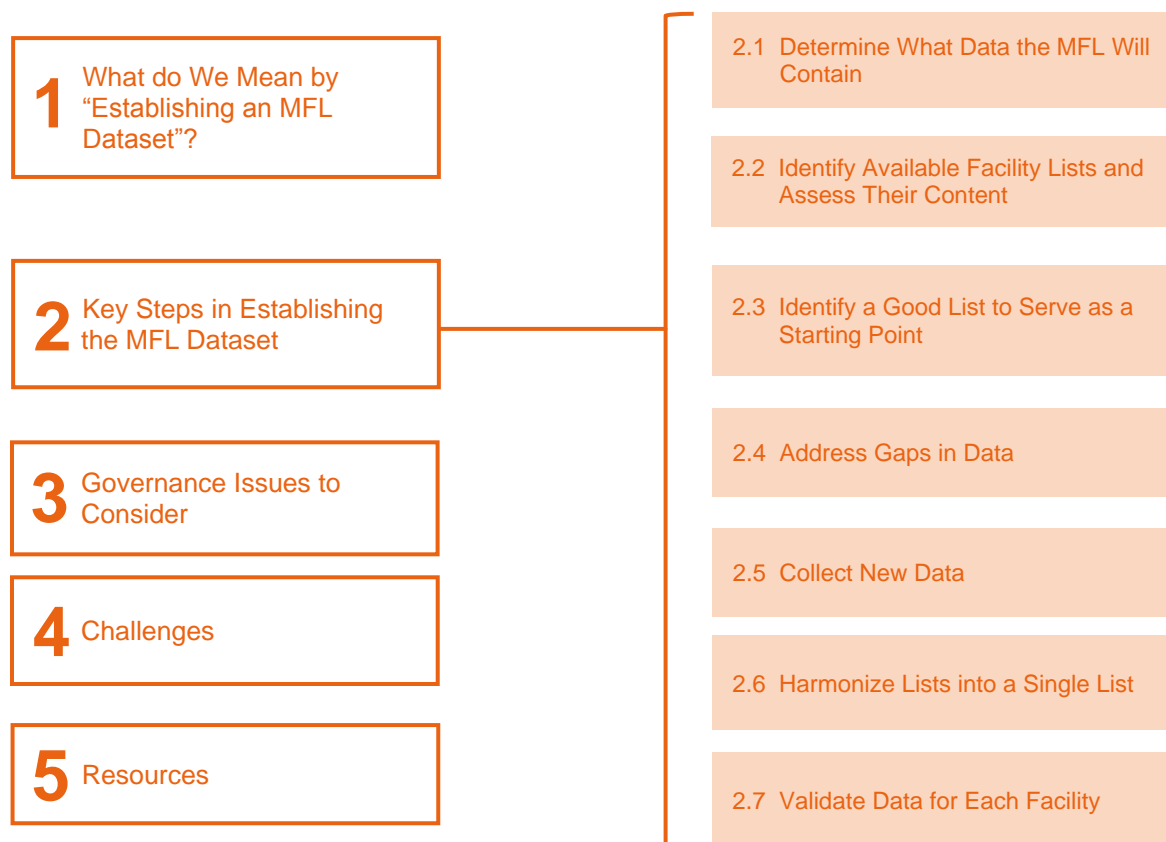 1 What do We Mean by
“Establishing an MFL
Dataset”?
2 Key Steps in Establishing
the MFL Dataset
3 Governance Issues to
Consider
4 Challenges
5 Resources
2.1 Determine What Data the MFL Will
Contain
2.2 Identify Available Facility Lists and
Assess Their Content
2.3 Identify a Good List to Serve as a
Starting Point
2.4 Address Gaps in Data
2.5 Collect New Data
2.6 Harmonize Lists into a Single List
2.7 Validate Data for Each Facility